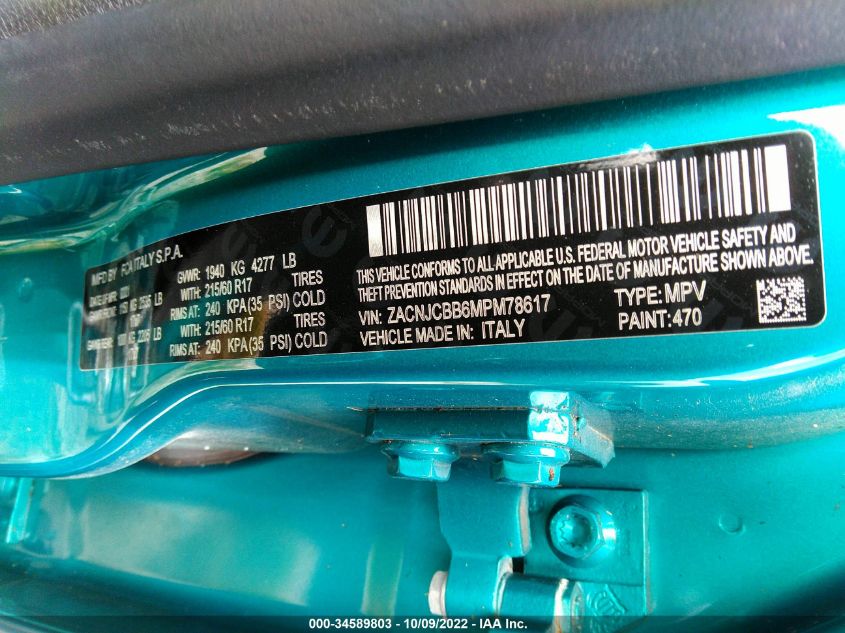 MFD BY FCA ITALY S.P.A.
GVWR: 1940 KG 4277 LB
WITH: 215/60 R17 TIRES
RIMS AT: 240 KPA(35 PSI) COLD
WITH: 215/60 R17 TIRES
RIMS AT: 240 KPA(35 PSI) COLD
THIS VEHICLE CONFORMS TO ALL APPLICABLE U.S. FEDERAL MOTOR VEHICLE SAFETY AND
THEFT PREVENTION STANDARDS IN EFFECT ON THE DATE OF MANUFACTURE SHOWN ABOVE.
VIN: ZACNJCBB6MPM78617 TYPE: MPV
VEHICLE MADE IN: ITALY PAINT: 470
000-34589803 - 10/09/2022 - IAA Inc.